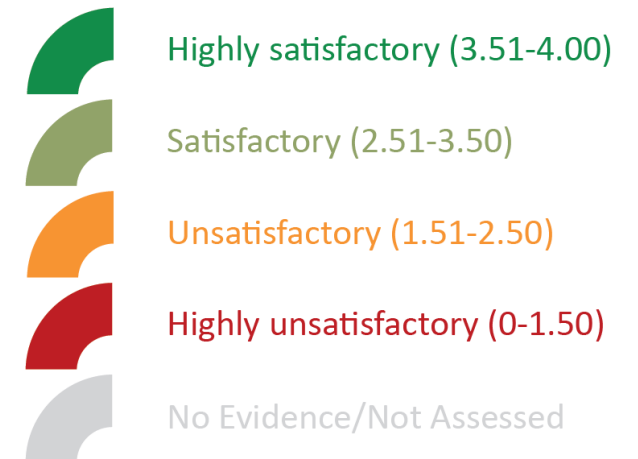 Highly satisfactory (3.51-4.00)
Satisfactory (2.51-3.50)
Unsatisfactory (1.51-2.50)
Highly unsatisfactory (0-1.50)
No Evidence/Not Assessed